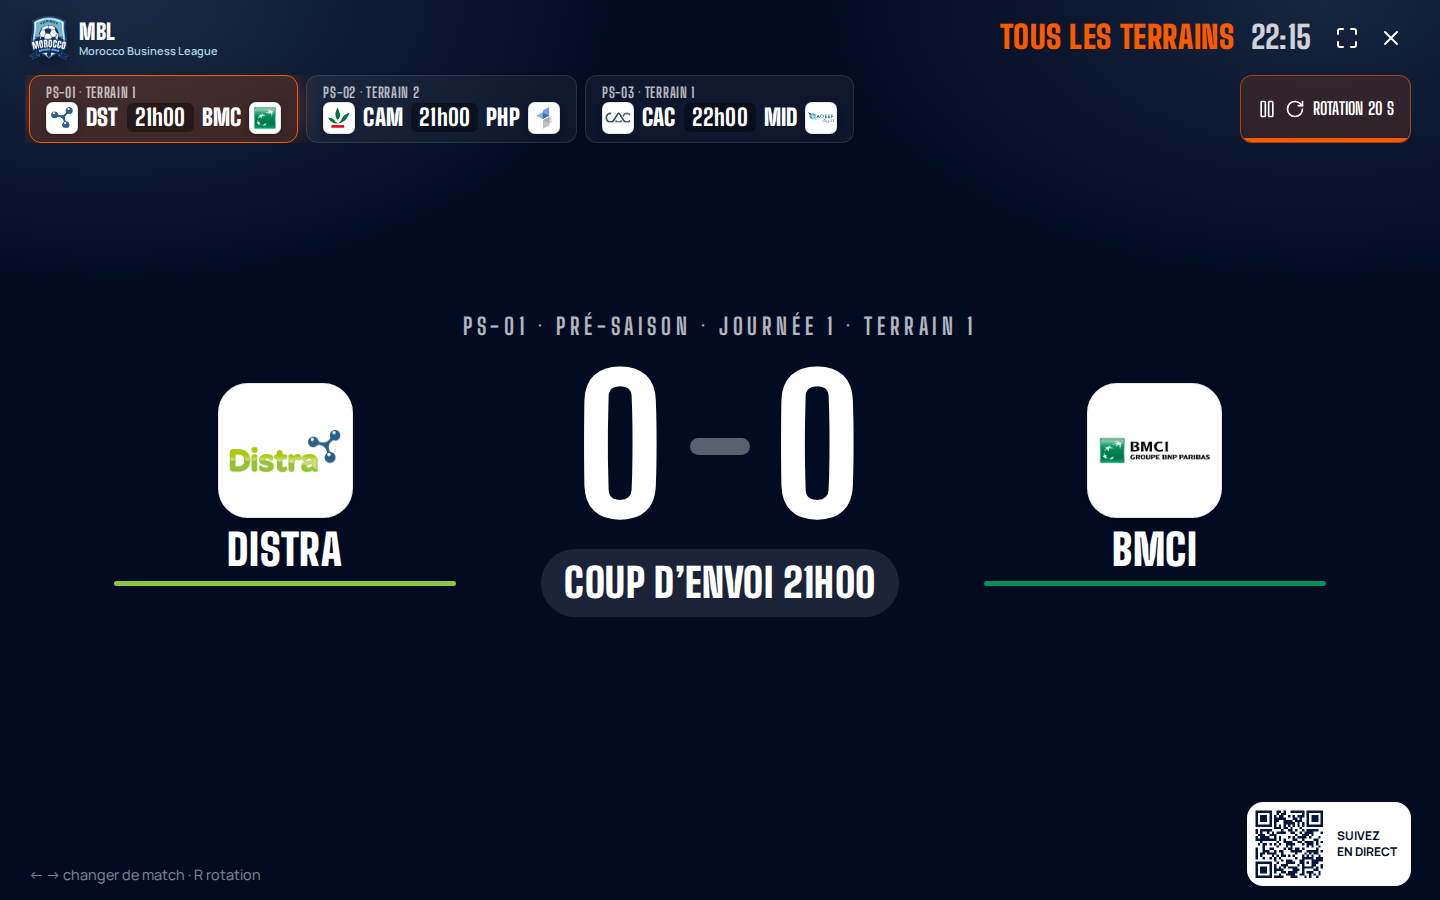 MBL
Morocco Business League
TOUS LES TERRAINS 22:15
PS-01 · TERRAIN 1
DST 21h00 BMC
PS-02 · TERRAIN 2
CAM 21h00 PHP
PS-03 · TERRAIN 1
CAC CAC 22h00 MID
ROTATION 20 S
PS-01 · PRÉ-SAISON · JOURNÉE 1 · TERRAIN 1
Distra
0 – 0
BMCI
GROUPE BNP PARIBAS
DISTRA
BMCI
COUP D’ENVOI 21H00
SUIVEZ
EN DIRECT
← → changer de match · R rotation